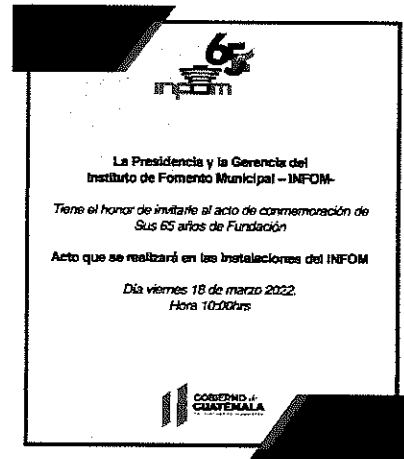 65
infom
La Presidencia y la Gerencia del
Instituto de Fomento Municipal – INFOM-
Tiene el honor de invitarle al acto de conmemoración de
Sus 65 años de Fundación
Acto que se realizará en las instalaciones del INFOM
Día viernes 18 de marzo 2022.
Hora 10:00hrs
GOBIERNO de
GUATEMALA